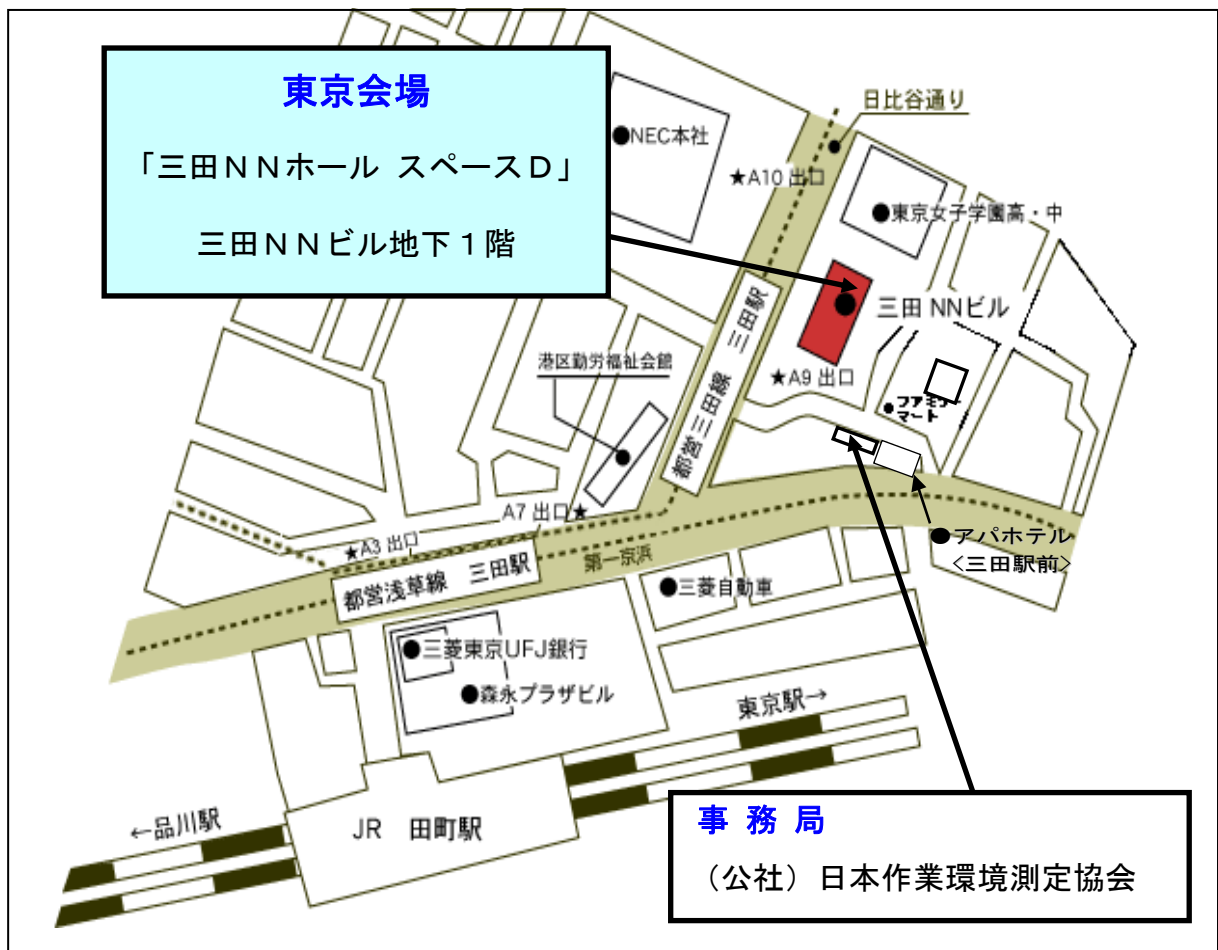 東京会場
「三田ＮＮホール スペースＤ」
三田ＮＮビル地下１階
日比谷通り
●NEC本社
★A10 出口
●東京女子学園高・中
三田 NNビル
都営三田線 三田駅
港区勤労福祉会館
★A9 出口
ファミリー
マート
A7 出口★
★A3 出口
都営浅草線 三田駅
第一京浜
●アパホテル
<三田駅前>
●三菱自動車
●三菱東京UFJ銀行
●森永プラザビル
東京駅→
←品川駅
JR 田町駅
事 務 局
（公社）日本作業環境測定協会